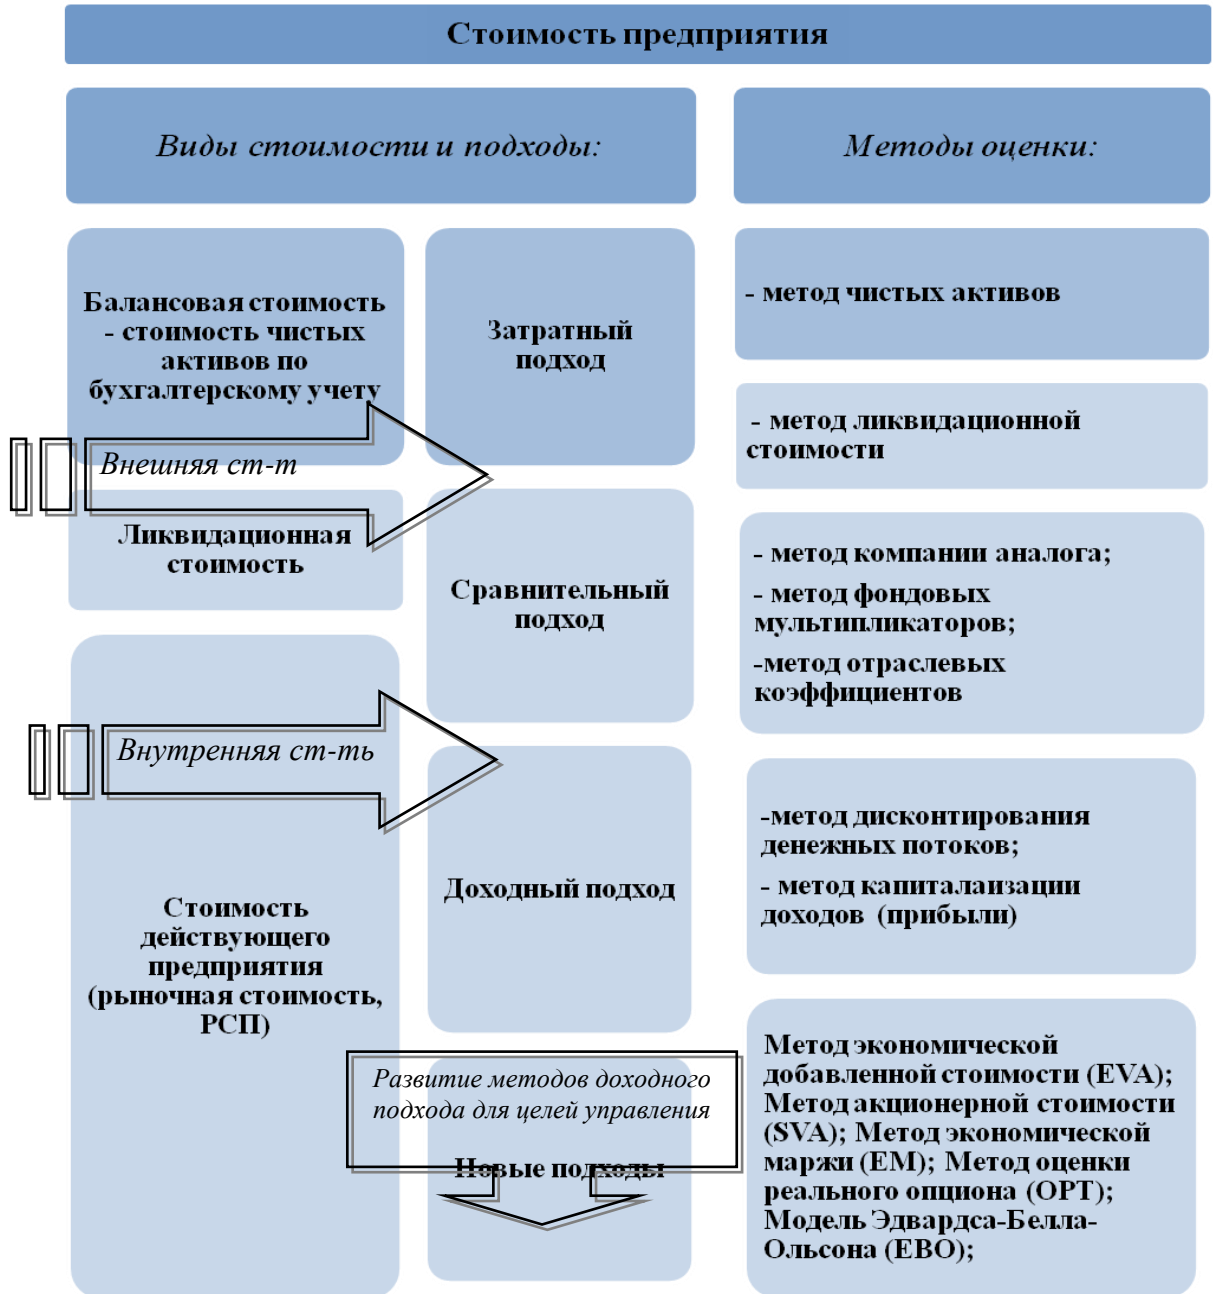 Стоимость предприятия
Виды стоимости и подходы:
Методы оценки:
Балансовая стоимость
- стоимость чистых
активов по
бухгалтерскому учету
Затратный
подход
- метод чистых активов
- метод ликвидационной
стоимости
Внешняя ст-т
Ликвидационная
стоимость
Сравнительный
подход
- метод компании аналога;
- метод фондовых
мультипликаторов;
-метод отраслевых
коэффициентов
Внутренняя ст-ть
Стоимость
действующего
предприятия
(рыночная стоимость,
РСП)
Доходный подход
-метод дисконтирования
денежных потоков;
- метод капиталаизации
доходов (прибыли)
Развитие методов доходного
подхода для целей управления
Новые подходы
Метод экономической
добавленной стоимости (EVA);
Метод акционерной стоимости
(SVA); Метод экономической
маржи (EM); Метод оценки
реального опциона (ОРТ);
Модель Эдвардса-Белла-
Ольсона (ЕВО);